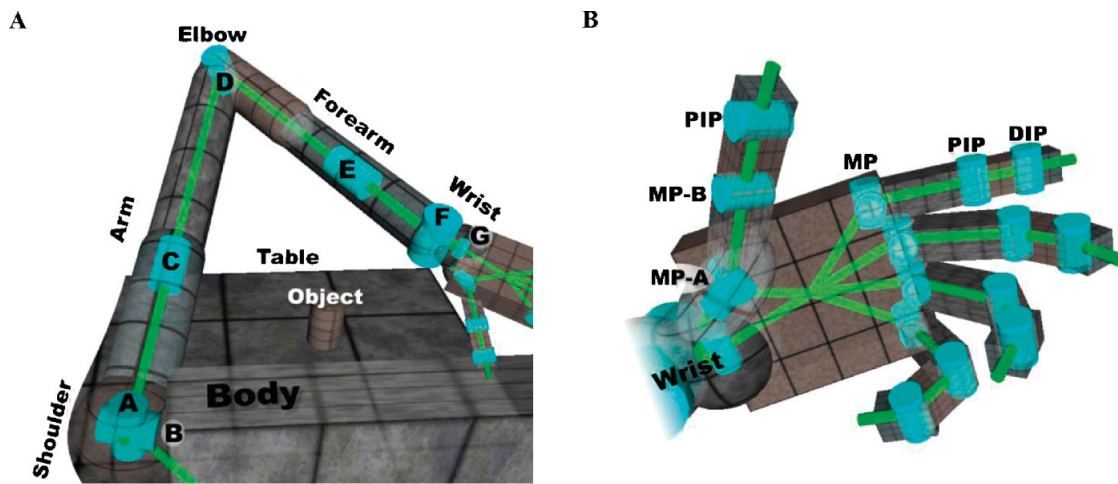 A
Elbow
D
Forearm
Arm
E
Wrist
F
G
C
Table
Object
Shoulder
A
Body
B
B
PIP
MP
PIP
DIP
MP-B
MP-A
Wrist